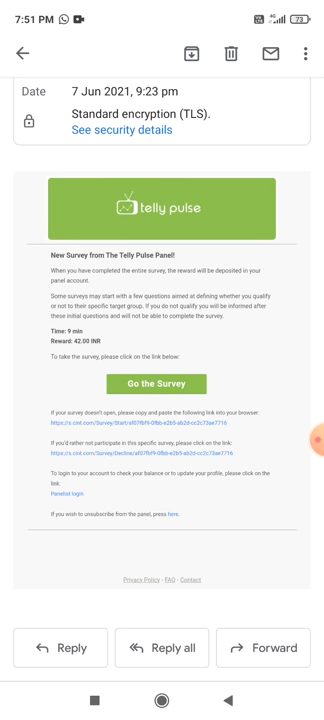 7:51 PM
4G
73
Date 7 Jun 2021, 9:23 pm
Standard encryption (TLS).
See security details
telly pulse
New Survey from The Telly Pulse Panel!
When you have completed the entire survey, the reward will be deposited in your
panel account.
Some surveys may start with a few questions aimed at defining whether you qualify
or not to their specific target group. If you do not qualify you will be informed after
these initial questions and will not be able to complete the survey.
Time: 9 min
Reward: 42.00 INR
To take the survey, please click on the link below:
Go the Survey
If your survey doesn't open, please copy and paste the following link into your browser:
https://s.cint.com/Survey/Start/af07fbf9-0fbb-e2b5-ab2d-cc2c73ae7716
If you'd rather not participate in this specific survey, please click on the link:
https://s.cint.com/Survey/Decline/af07fbf9-0fbb-e2b5-ab2d-cc2c73ae7716
To login to your account to check your balance or to update your profile, please click on the
link:
Panelist login
If you wish to unsubscribe from the panel, press here.
Privacy Policy - FAQ - Contact
Reply
Reply all
Forward